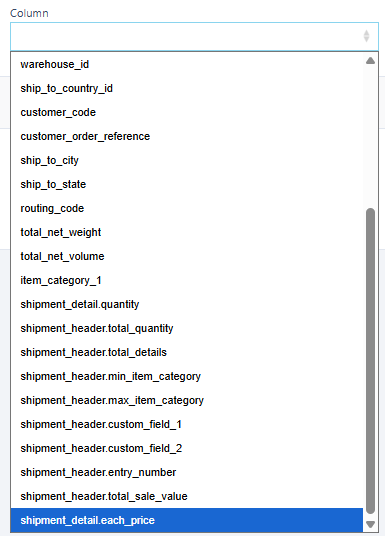 Column
warehouse_id
ship_to_country_id
customer_code
customer_order_reference
ship_to_city
ship_to_state
routing_code
total_net_weight
total_net_volume
item_category_1
shipment_detail.quantity
shipment_header.total_quantity
shipment_header.total_details
shipment_header.min_item_category
shipment_header.max_item_category
shipment_header.custom_field_1
shipment_header.custom_field_2
shipment_header.entry_number
shipment_header.total_sale_value
shipment_detail.each_price